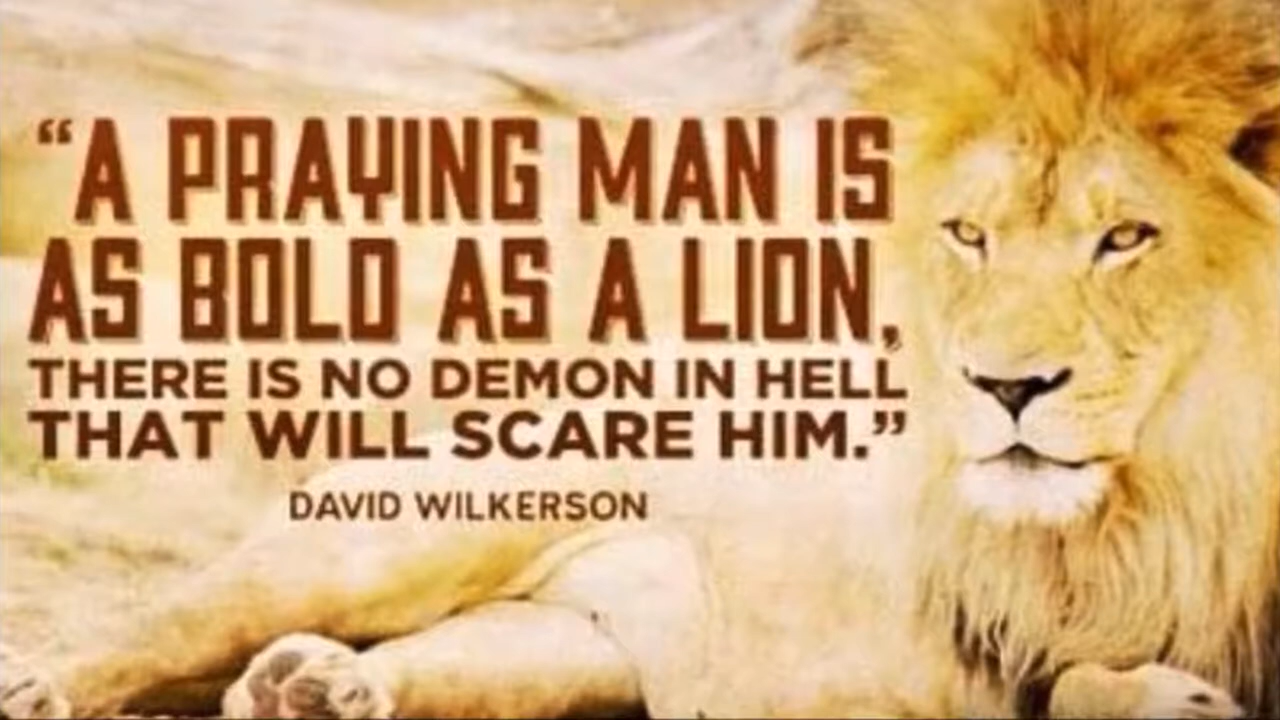 “A PRAYING MAN IS
AS BOLD AS A LION,
THERE IS NO DEMON IN HELL
THAT WILL SCARE HIM.”
DAVID WILKERSON